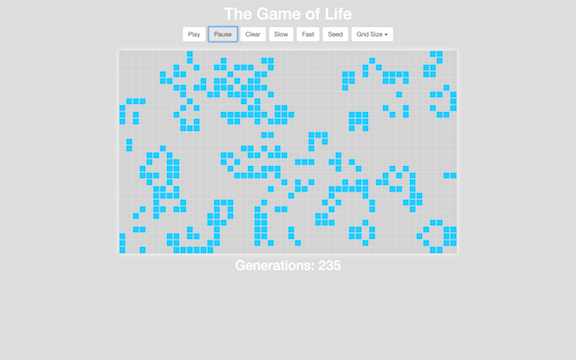 The Game of Life
Play Pause Clear Slow Fast Seed Grid Size
Generations: 235